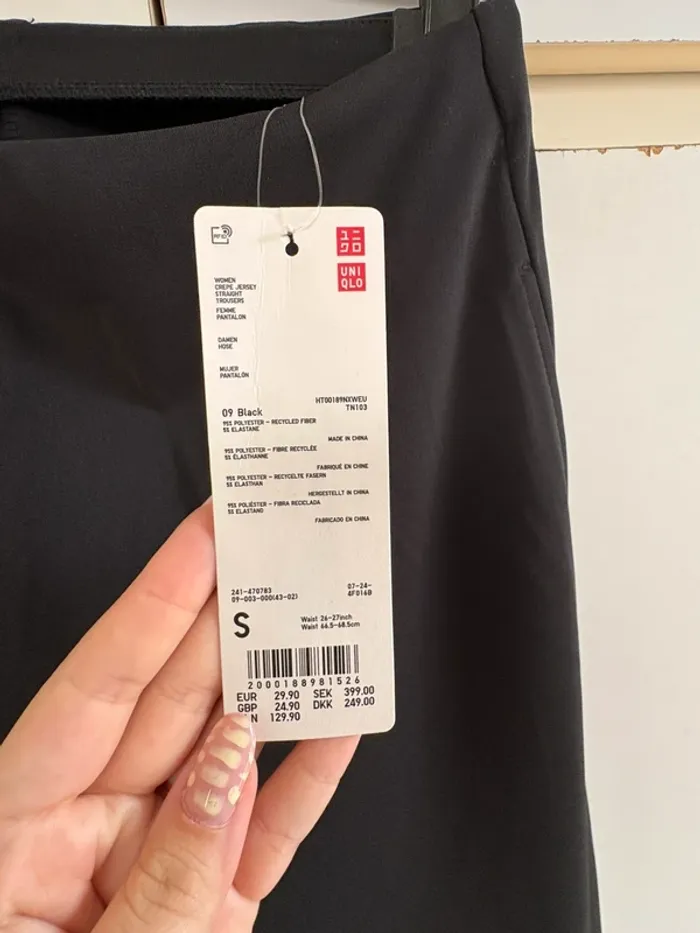 RFID
ユニ
クロ
UNI
QLO
WOMEN
CREPE JERSEY
STRAIGHT
TROUSERS
FEMME
PANTALON
DAMEN
HOSE
MUJER
PANTALÓN
HT00189NXWEU
09 Black TN103
95% POLYESTER - RECYCLED FIBER
5% ELASTANE
MADE IN CHINA
95% POLYESTER - FIBRE RECYCLÉE
5% ÉLASTHANNE
FABRIQUÉ EN CHINE
95% POLYESTER - RECYCELTE FASERN
5% ELASTHAN
HERGESTELLT IN CHINA
95% POLIÉSTER - FIBRA RECICLADA
5% ELASTANO
FABRICADO EN CHINA
241-470783 07-24-
09-003-000(43-02) 4F016B
S
Waist 26-27inch
Waist 66.5-68.5cm
2000188981526
EUR 29.90 SEK 399.00
GBP 24.90 DKK 249.00
129.90